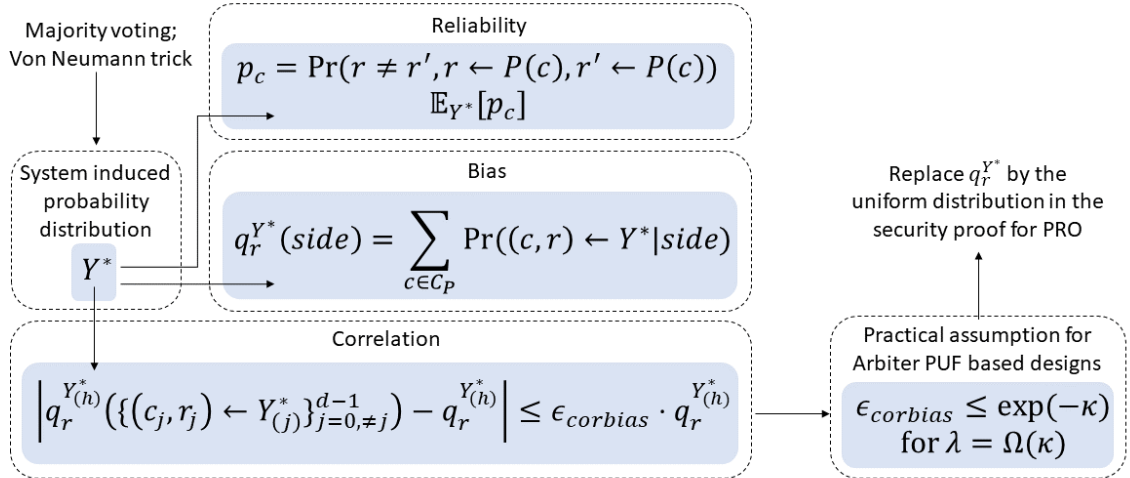 Majority voting;
Von Neumann trick
System induced
probability
distribution
Y*
Reliability
p_c = Pr(r ≠ r′, r ← P(c), r′ ← P(c))
𝔼_{Y*}[p_c]
Bias
q_r^{Y*}(side) = ∑_{c∈C_P} Pr((c, r) ← Y*|side)
Correlation
|q_r^{Y*_{(h)}}({(c_j, r_j) ← Y*_{(j)}}_{j=0,≠j}^{d−1}) − q_r^{Y*_{(h)}}| ≤ ϵ_{corbias} · q_r^{Y*_{(h)}}
Replace q_r^{Y*} by the
uniform distribution in the
security proof for PRO
Practical assumption for
Arbiter PUF based designs
ϵ_{corbias} ≤ exp(−κ)
for λ = Ω(κ)